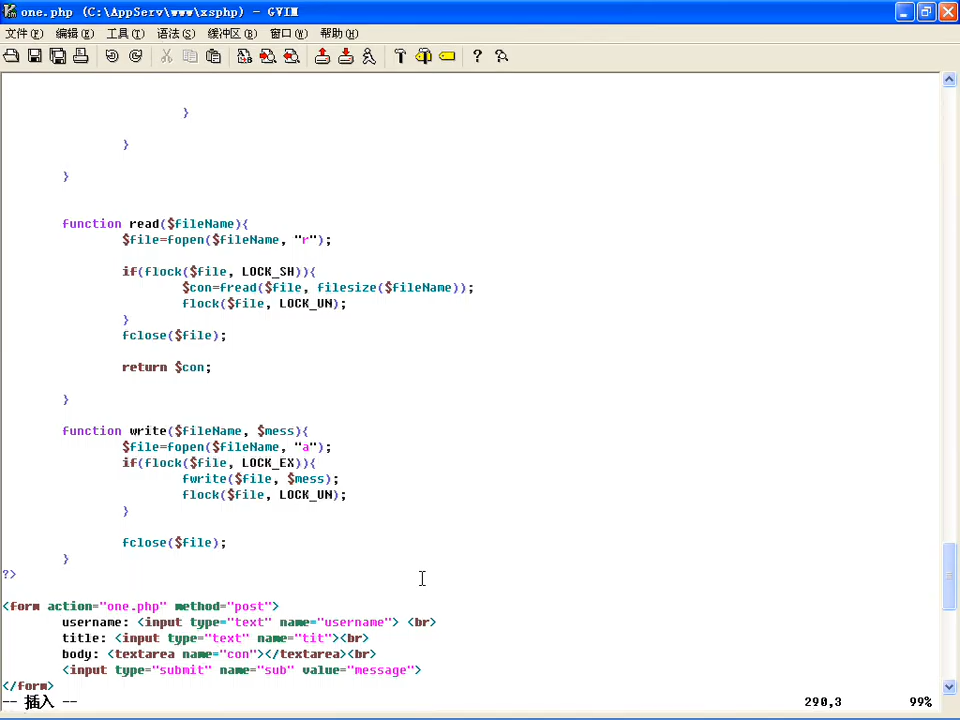 one.php (C:\AppServ\www\xsphp) - GVIM
文件(F) 编辑(E) 工具(T) 语法(S) 缓冲区(B) 窗口(W) 帮助(H)
}
}
}
function read($fileName){
$file=fopen($fileName, "r");
if(flock($file, LOCK_SH)){
$con=fread($file, filesize($fileName));
flock($file, LOCK_UN);
}
fclose($file);
return $con;
}
function write($fileName, $mess){
$file=fopen($fileName, "a");
if(flock($file, LOCK_EX)){
fwrite($file, $mess);
flock($file, LOCK_UN);
}
fclose($file);
}
?>
<form action="one.php" method="post">
username: <input type="text" name="username"> <br>
title: <input type="text" name="tit"><br>
body: <textarea name="con"></textarea><br>
<input type="submit" name="sub" value="message">
</form>
-- 插入 -- 290,3 99%